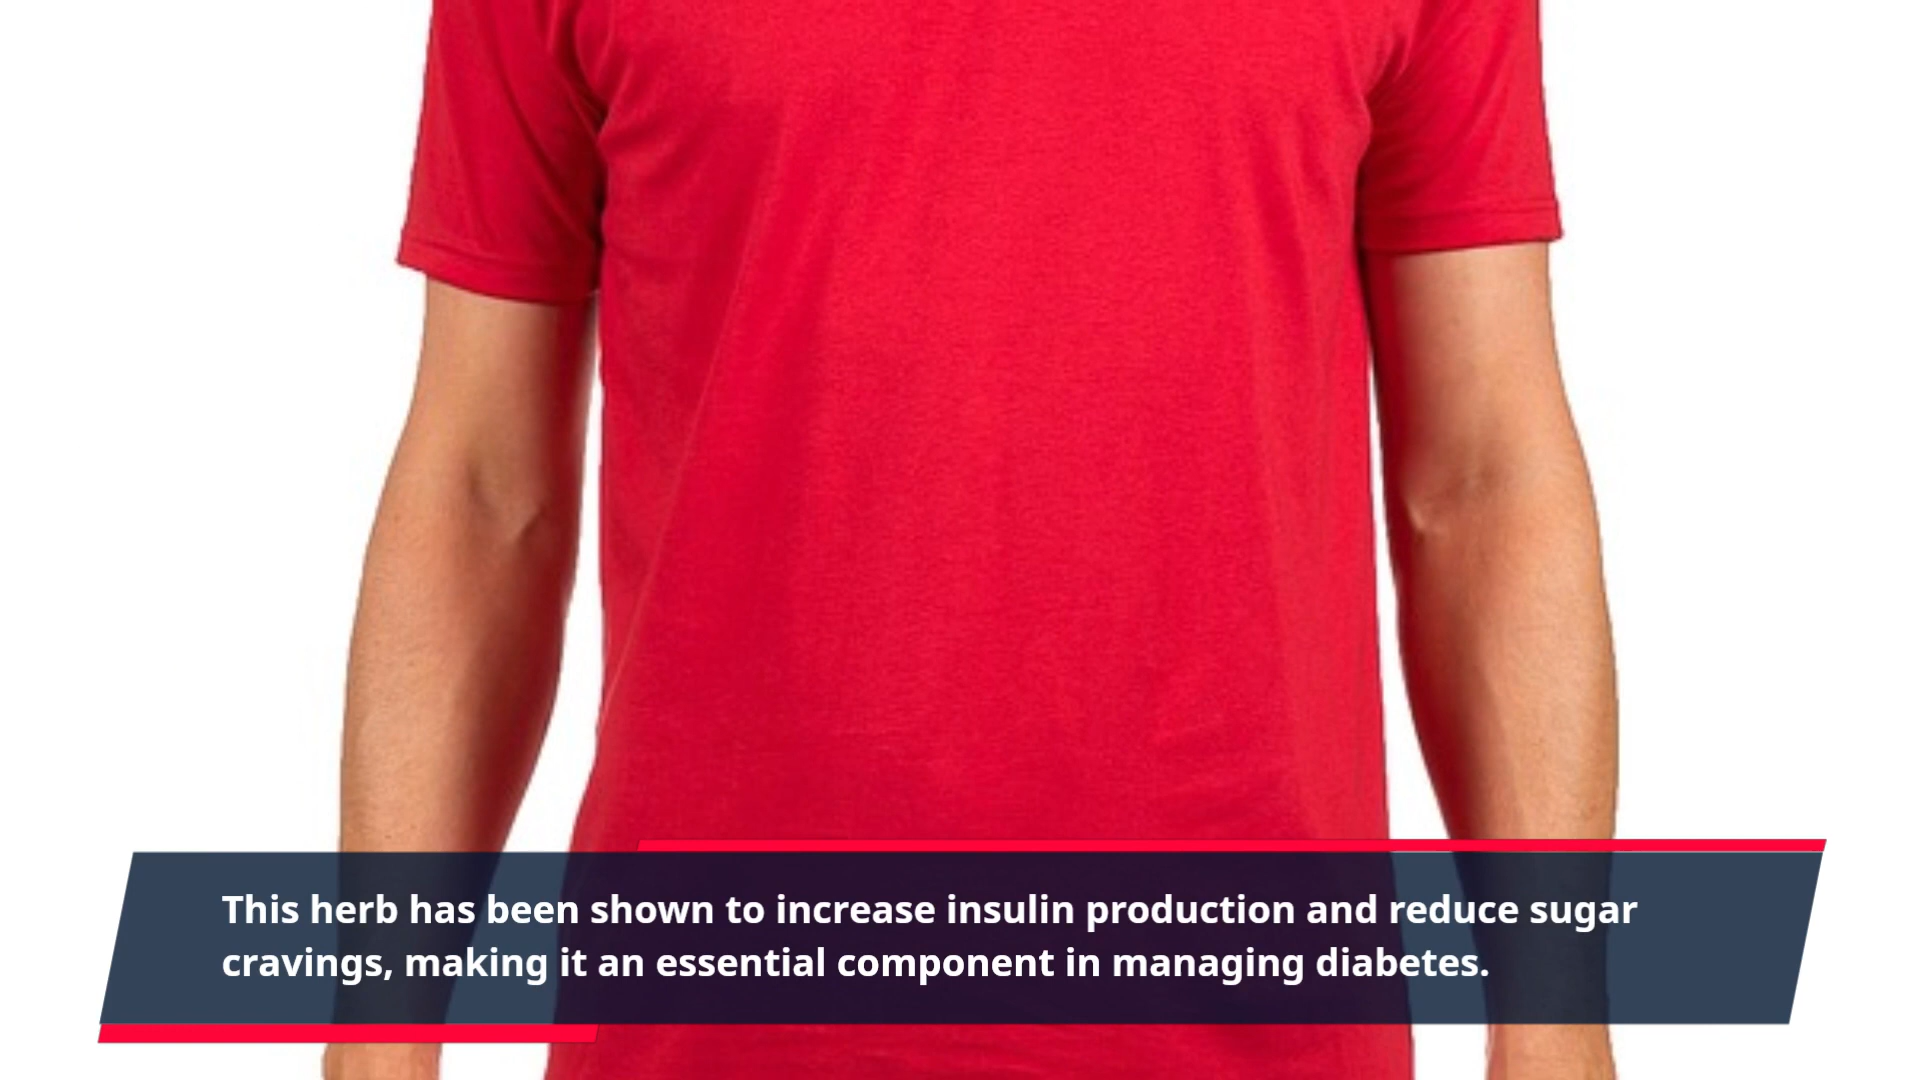 This herb has been shown to increase insulin production and reduce sugar
cravings, making it an essential component in managing diabetes.